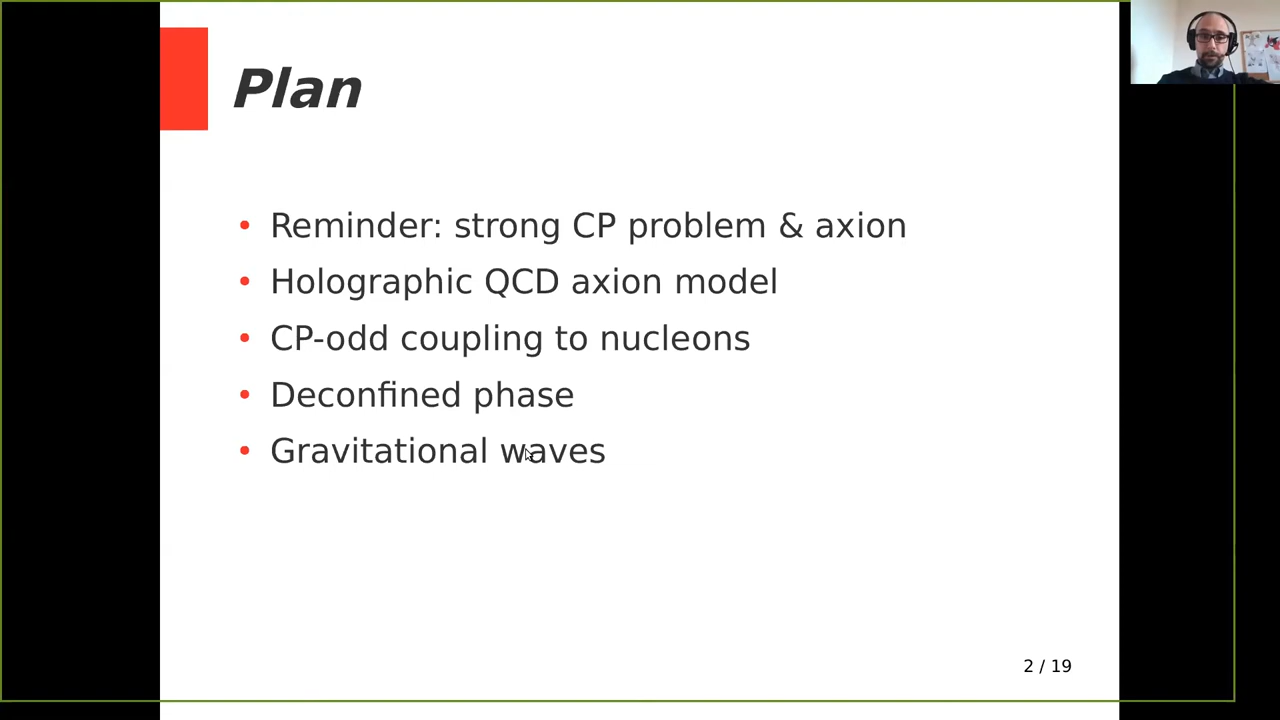 Plan
• Reminder: strong CP problem & axion
• Holographic QCD axion model
• CP-odd coupling to nucleons
• Deconfined phase
• Gravitational waves
2 / 19